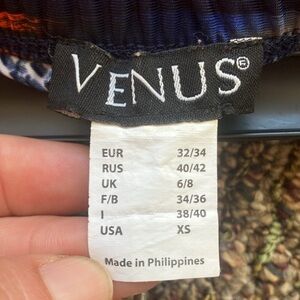 VENUS®
EUR 32/34
RUS 40/42
UK 6/8
F/B 34/36
I 38/40
USA XS
Made in Philippines